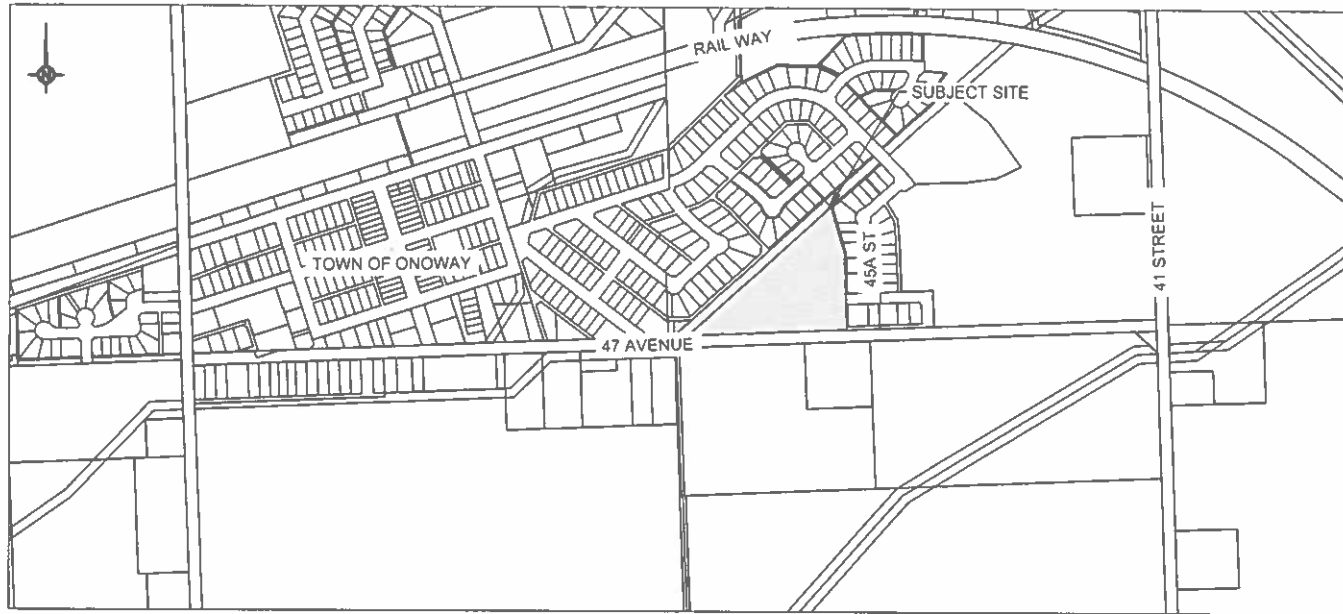 RAIL WAY
N
SUBJECT SITE
TOWN OF ONOWAY
45A ST
41 STREET
47 AVENUE